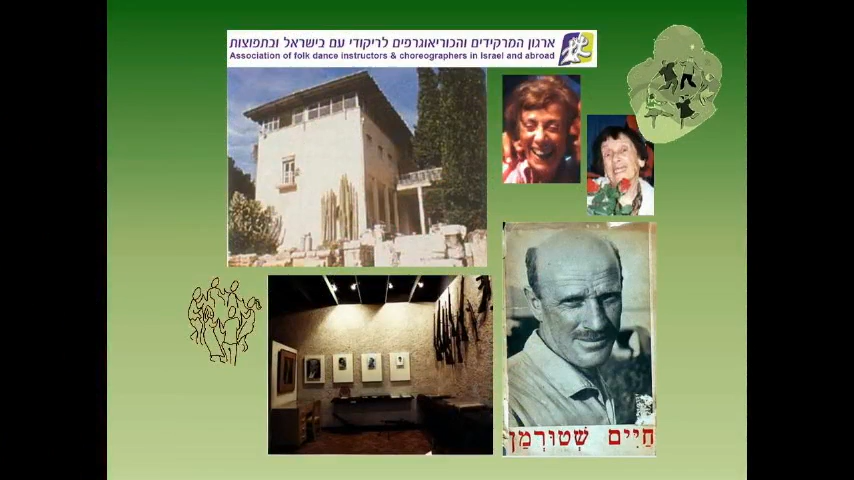 ארגון המרקידים והכוריאוגרפים לריקודי עם בישראל ובתפוצות
Association of folk dance instructors & choreographers in Israel and abroad
חַיִּים שְׁטוּרְמַן